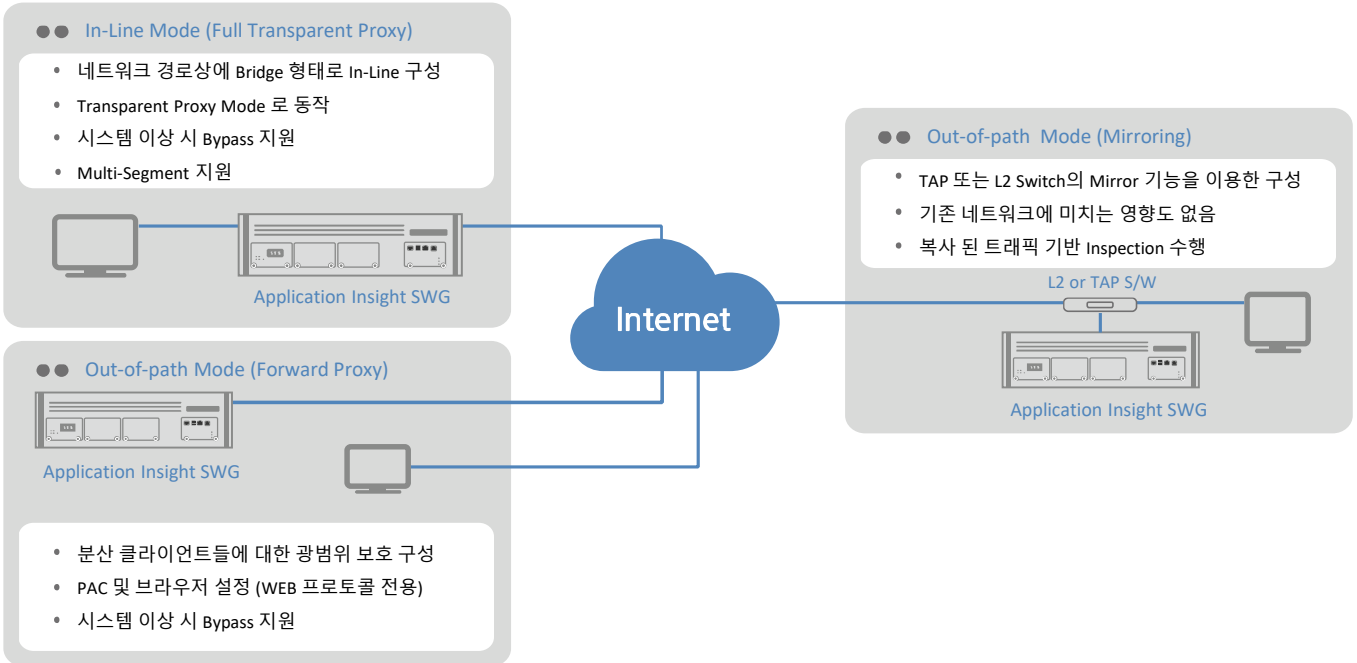 In-Line Mode (Full Transparent Proxy)
• 네트워크 경로상에 Bridge 형태로 In-Line 구성
• Transparent Proxy Mode 로 동작
• 시스템 이상 시 Bypass 지원
• Multi-Segment 지원
Application Insight SWG
Out-of-path Mode (Forward Proxy)
Application Insight SWG
• 분산 클라이언트들에 대한 광범위 보호 구성
• PAC 및 브라우저 설정 (WEB 프로토콜 전용)
• 시스템 이상 시 Bypass 지원
Internet
Out-of-path Mode (Mirroring)
• TAP 또는 L2 Switch의 Mirror 기능을 이용한 구성
• 기존 네트워크에 미치는 영향도 없음
• 복사 된 트래픽 기반 Inspection 수행
L2 or TAP S/W
Application Insight SWG